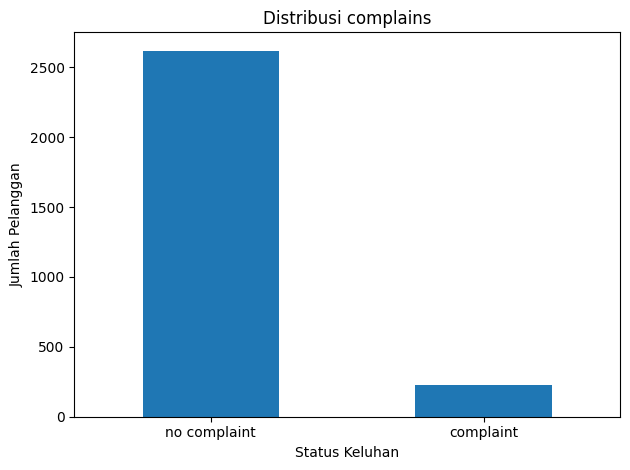 Distribusi complains
Jumlah Pelanggan
2500
2000
1500
1000
500
0
no complaint
complaint
Status Keluhan